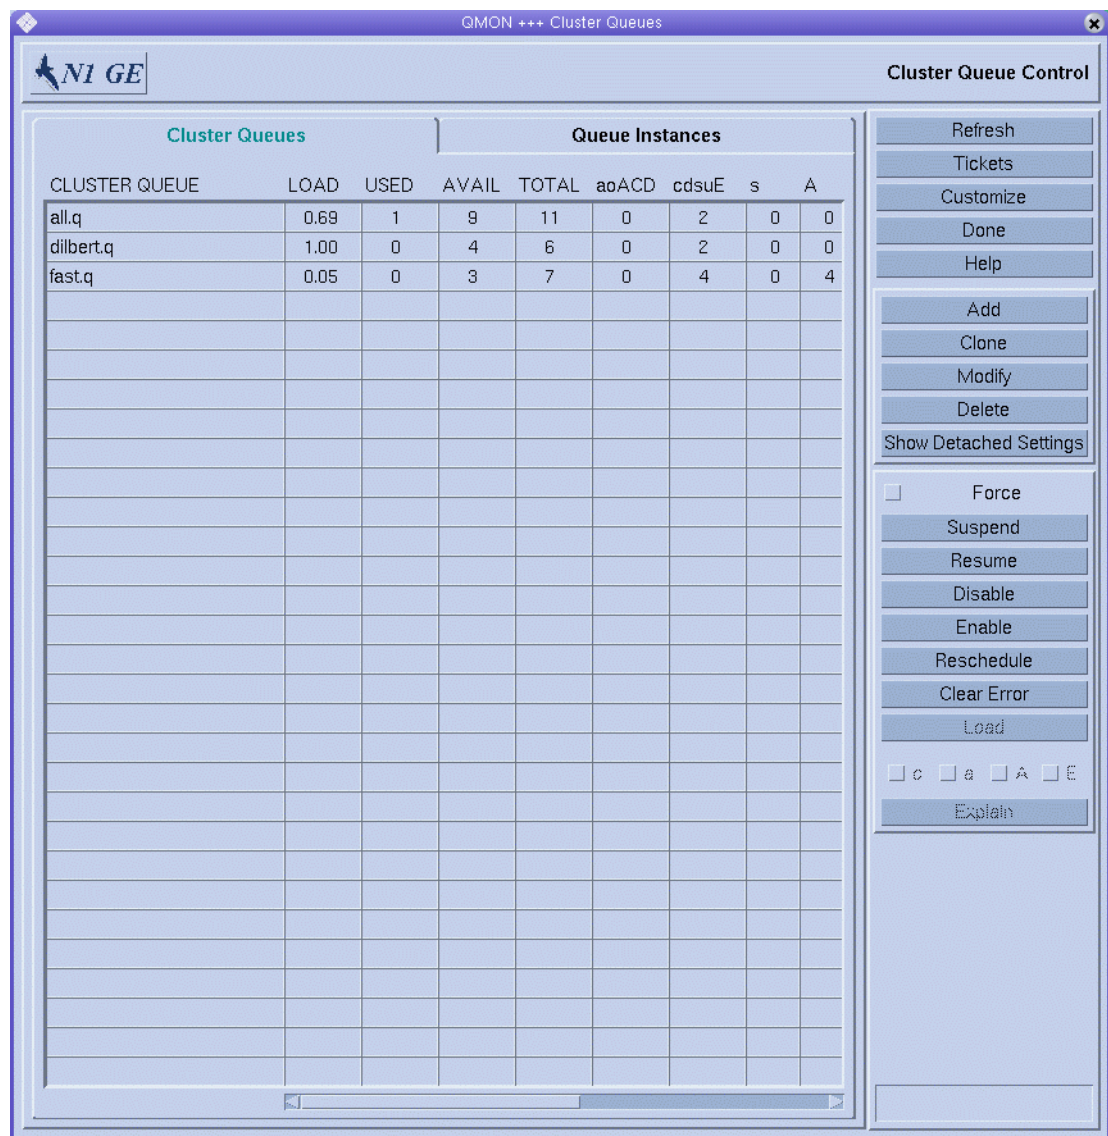 QMON +++ Cluster Queues
N1 GE
Cluster Queue Control
Cluster Queues Queue Instances
CLUSTER QUEUE LOAD USED AVAIL TOTAL aoACD cdsuE s A
all.q 0.69 1 9 11 0 2 0 0
dilbert.q 1.00 0 4 6 0 2 0 0
fast.q 0.05 0 3 7 0 4 0 4
Refresh
Tickets
Customize
Done
Help
Add
Clone
Modify
Delete
Show Detached Settings
Force
Suspend
Resume
Disable
Enable
Reschedule
Clear Error
Load
c a A E
Explain